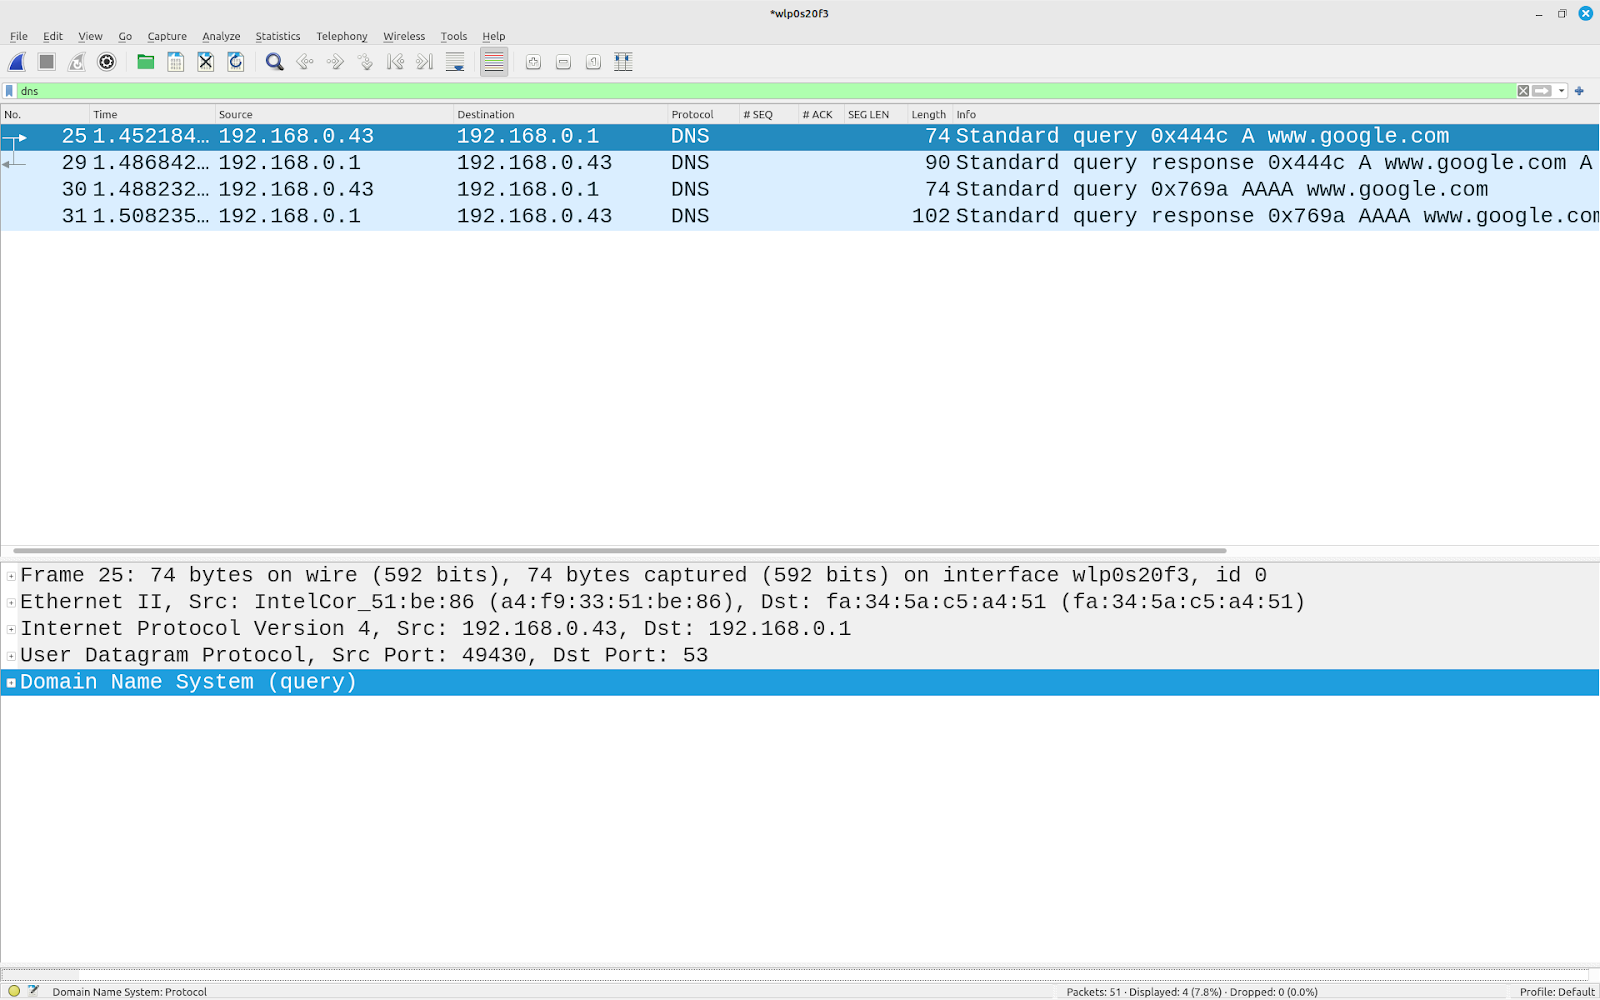 *wlp0s20f3
File Edit View Go Capture Analyze Statistics Telephony Wireless Tools Help
dns
No. Time Source Destination Protocol # SEQ # ACK SEG LEN Length Info
25 1.452184… 192.168.0.43 192.168.0.1 DNS 74 Standard query 0x444c A www.google.com
29 1.486842… 192.168.0.1 192.168.0.43 DNS 90 Standard query response 0x444c A www.google.com A
30 1.488232… 192.168.0.43 192.168.0.1 DNS 74 Standard query 0x769a AAAA www.google.com
31 1.508235… 192.168.0.1 192.168.0.43 DNS 102 Standard query response 0x769a AAAA www.google.com
Frame 25: 74 bytes on wire (592 bits), 74 bytes captured (592 bits) on interface wlp0s20f3, id 0
Ethernet II, Src: IntelCor_51:be:86 (a4:f9:33:51:be:86), Dst: fa:34:5a:c5:a4:51 (fa:34:5a:c5:a4:51)
Internet Protocol Version 4, Src: 192.168.0.43, Dst: 192.168.0.1
User Datagram Protocol, Src Port: 49430, Dst Port: 53
Domain Name System (query)
Domain Name System: Protocol Packets: 51 · Displayed: 4 (7.8%) · Dropped: 0 (0.0%) Profile: Default